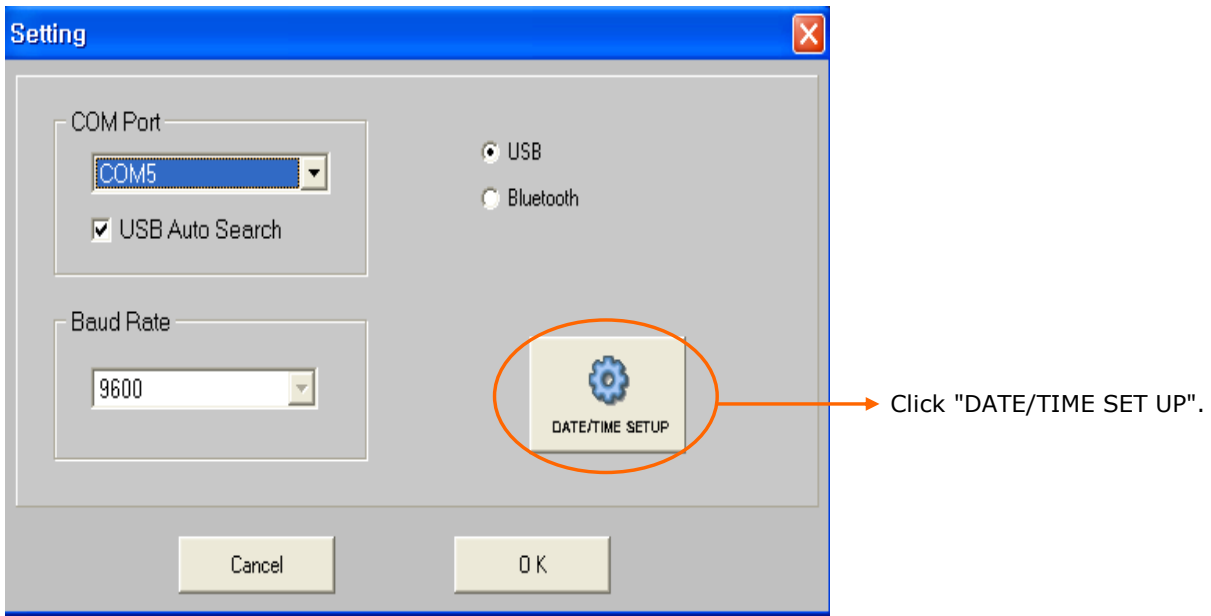 Setting
COM Port
COM5
USB Auto Search
USB
Bluetooth
Baud Rate
9600
DATE/TIME SETUP
Click "DATE/TIME SET UP".
Cancel
O K